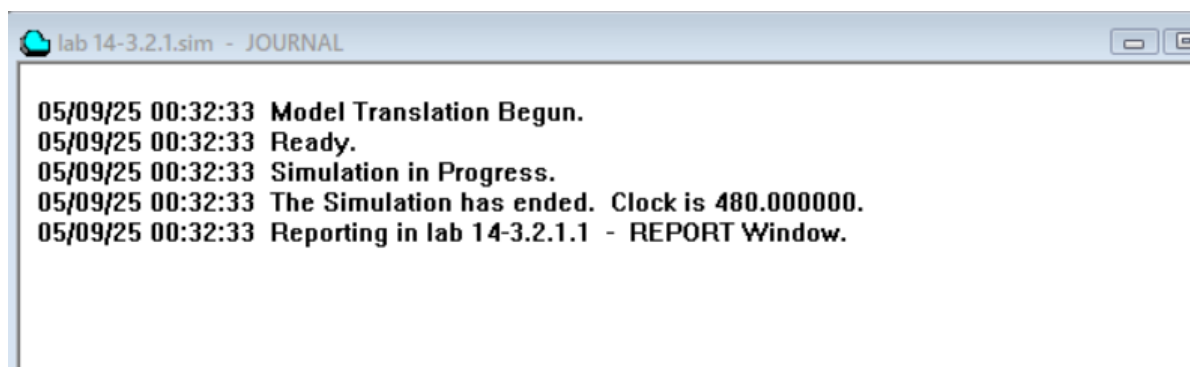 lab 14-3.2.1.sim - JOURNAL
05/09/25 00:32:33 Model Translation Begun.
05/09/25 00:32:33 Ready.
05/09/25 00:32:33 Simulation in Progress.
05/09/25 00:32:33 The Simulation has ended. Clock is 480.000000.
05/09/25 00:32:33 Reporting in lab 14-3.2.1.1 - REPORT Window.